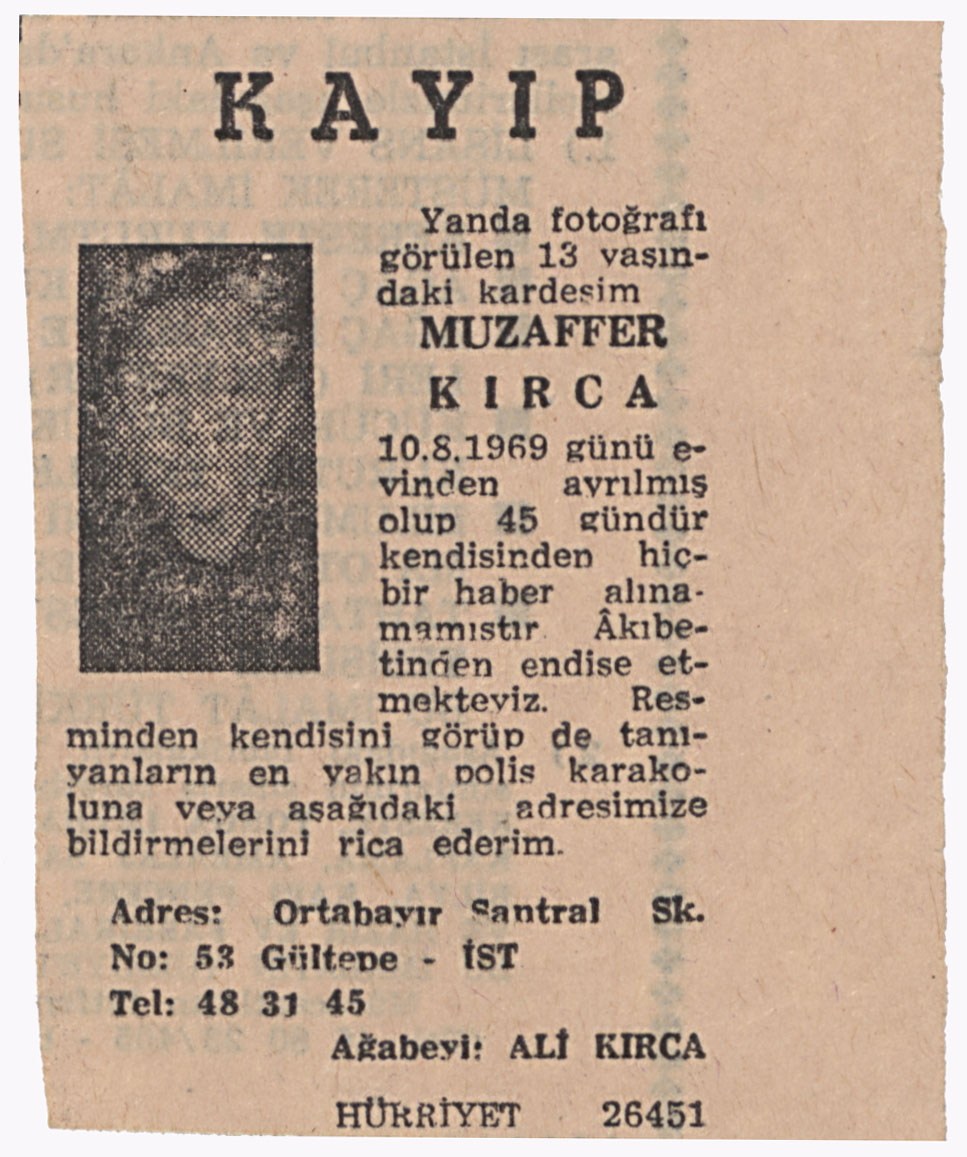 KAYIP
Yanda fotoğrafı
görülen 13 yaşın-
daki kardeşim
MUZAFFER
KIRCA
10.8.1969 günü e-
vinden ayrılmış
olup 45 gündür
kendisinden hiç-
bir haber alına-
mamıştır. Âkıbe-
tinden endişe et-
mekteyiz. Res-
minden kendisini görüp de tanı-
yanların en yakın polis karako-
luna veya aşağıdaki adresimize
bildirmelerini rica ederim.
Adres: Ortabayır Santral Sk.
No: 53 Gültepe - İST
Tel: 48 31 45
Ağabeyi: ALİ KIRCA
HÜRRİYET 26451